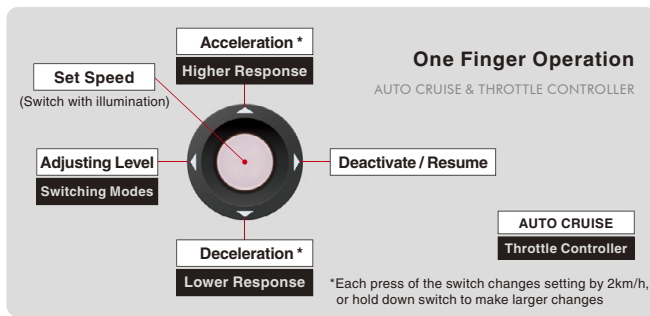 Acceleration *
Higher Response
One Finger Operation
AUTO CRUISE & THROTTLE CONTROLLER
Set Speed
(Switch with illumination)
Adjusting Level
Switching Modes
Deactivate / Resume
Deceleration *
Lower Response
AUTO CRUISE
Throttle Controller
*Each press of the switch changes setting by 2km/h,
or hold down switch to make larger changes